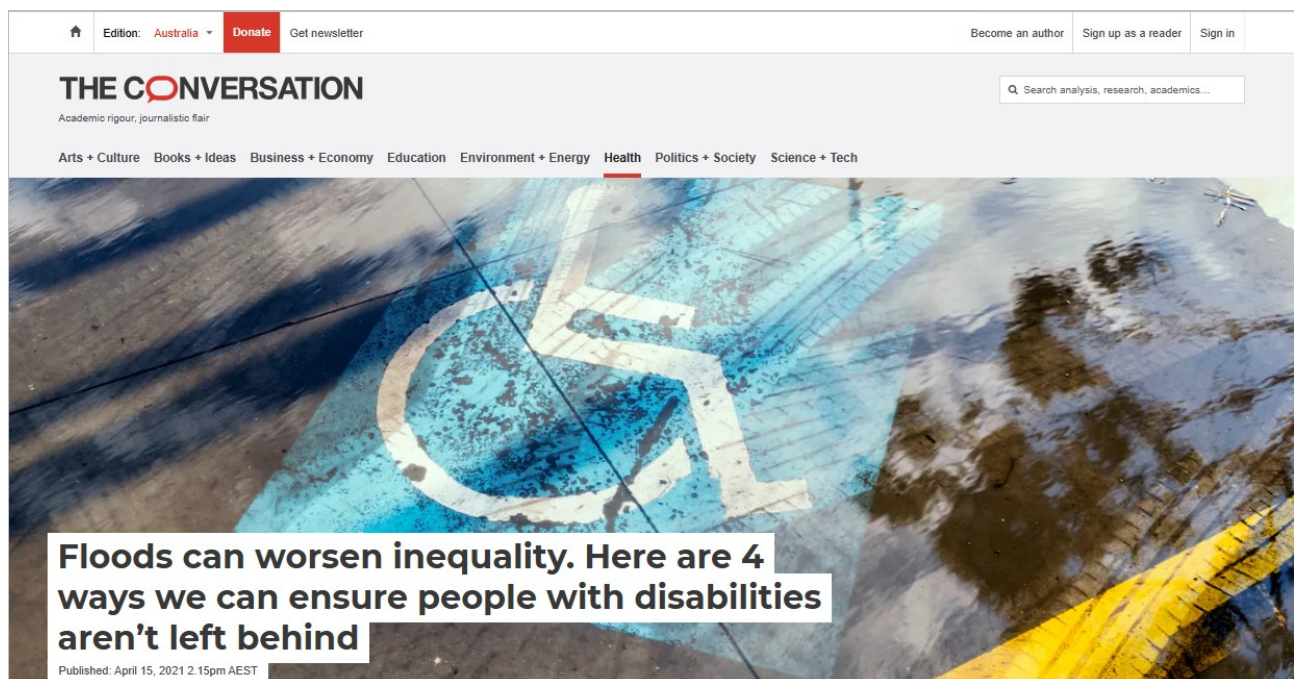 Edition: Australia Donate Get newsletter Become an author Sign up as a reader Sign in
THE CONVERSATION
Search analysis, research, academics...
Academic rigour, journalistic flair
Arts + Culture Books + Ideas Business + Economy Education Environment + Energy Health Politics + Society Science + Tech
Floods can worsen inequality. Here are 4
ways we can ensure people with disabilities
aren’t left behind
Published: April 15, 2021 2.15pm AEST